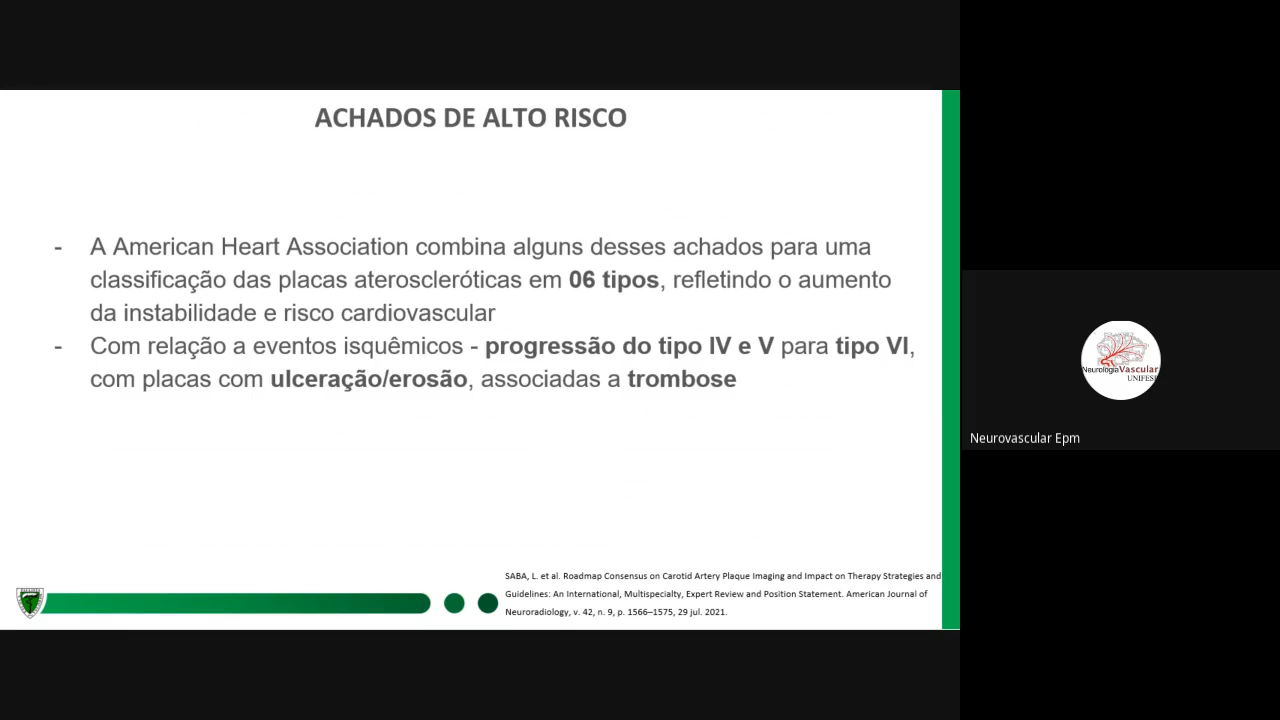 ACHADOS DE ALTO RISCO
- A American Heart Association combina alguns desses achados para uma
classificação das placas ateroscleróticas em 06 tipos, refletindo o aumento
da instabilidade e risco cardiovascular
- Com relação a eventos isquêmicos - progressão do tipo IV e V para tipo VI,
com placas com ulceração/erosão, associadas a trombose
SABA, L. et al. Roadmap Consensus on Carotid Artery Plaque Imaging and Impact on Therapy Strategies and
Guidelines: An International, Multispecialty, Expert Review and Position Statement. American Journal of
Neuroradiology, v. 42, n. 9, p. 1566–1575, 29 jul. 2021.
NeurologiaVascular
Neurovascular Epm